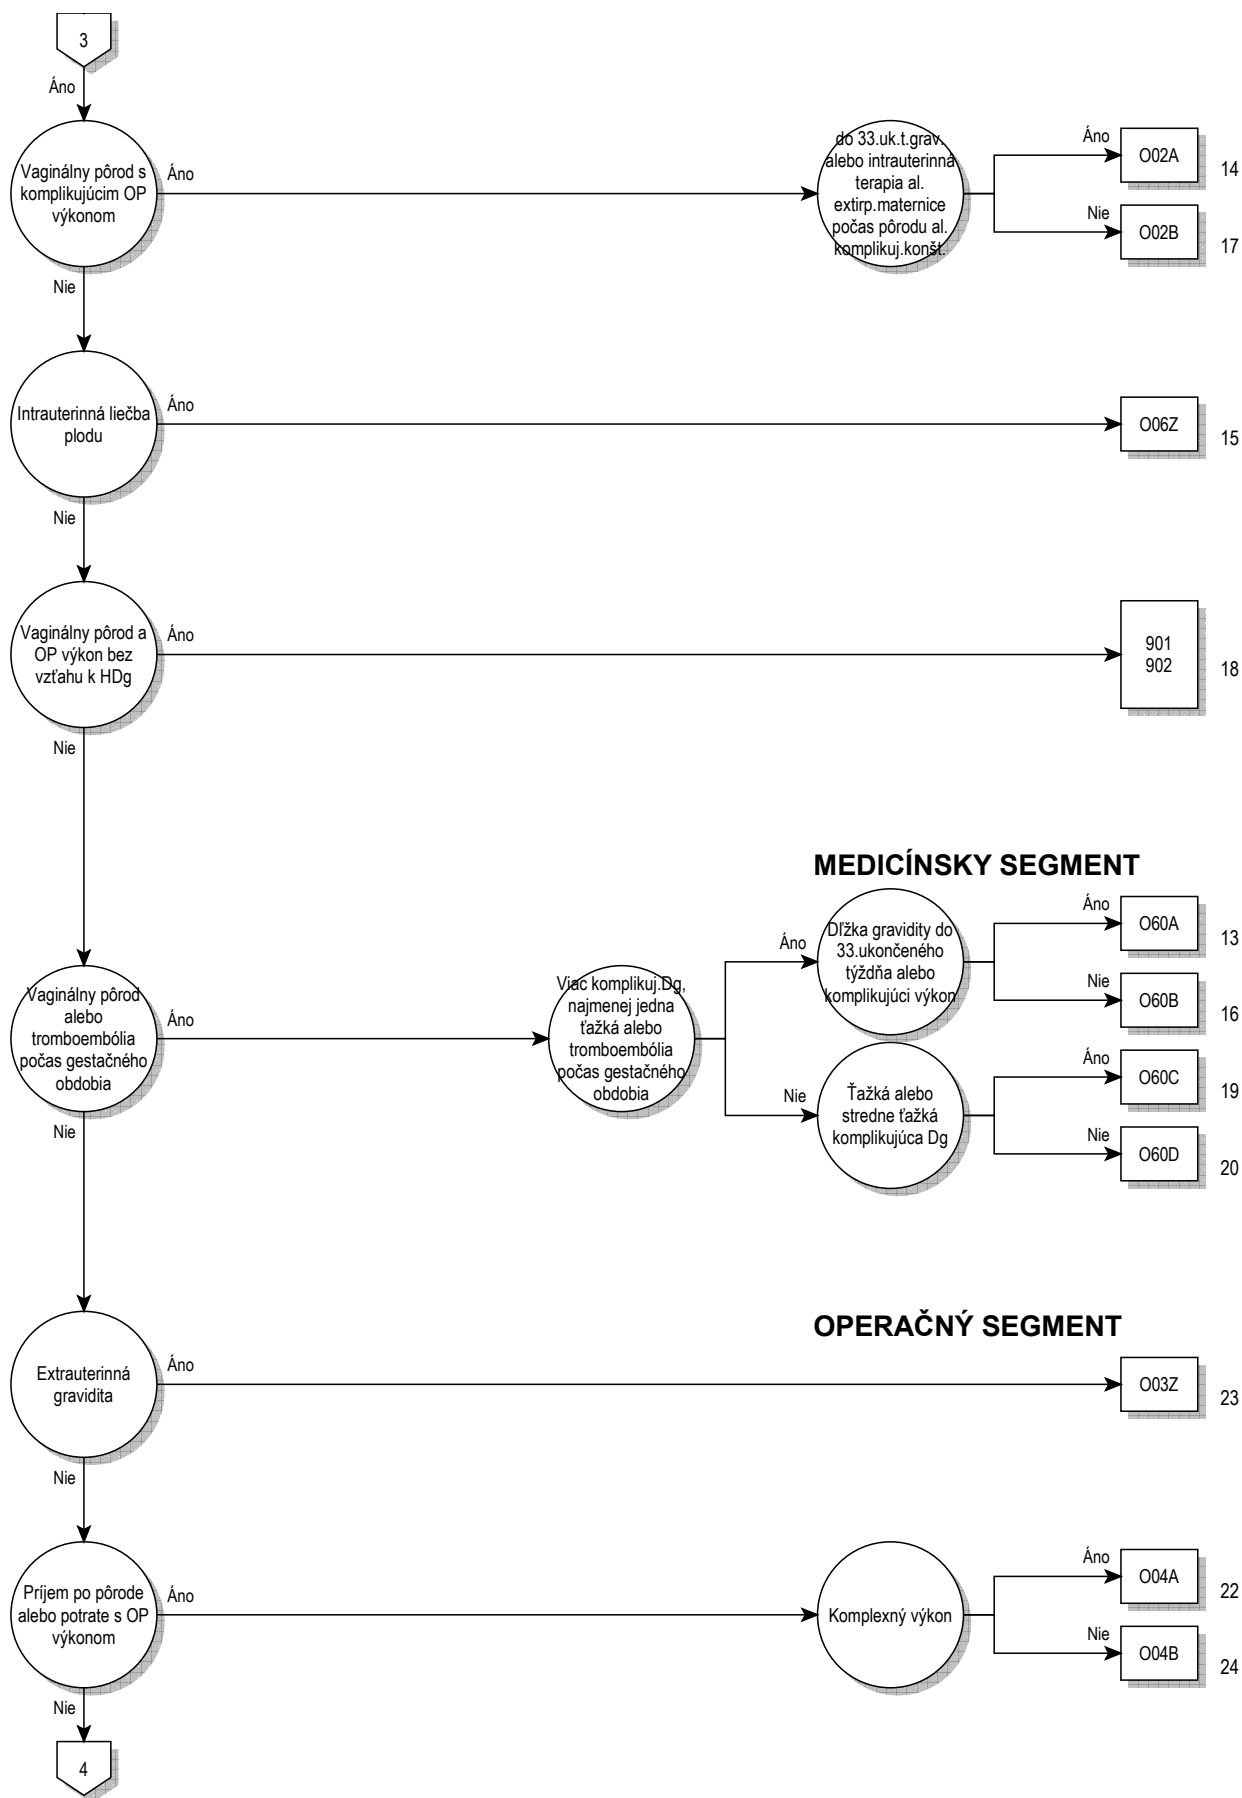 3
Áno
Vaginálny pôrod s
komplikujúcim OP
výkonom
Áno
do 33.uk.t.grav.
alebo intrauterinná
terapia al.
extirp.maternice
počas pôrodu al.
komplikuj.konšt.
Áno
O02A
14
Nie
O02B
17
Nie
Intrauterinná liečba
plodu
Áno
O06Z
15
Nie
Vaginálny pôrod a
OP výkon bez
vzťahu k HDg
Áno
901
902
18
Nie
MEDICÍNSKY SEGMENT
Vaginálny pôrod
alebo
tromboembólia
počas gestačného
obdobia
Áno
Viac komplikuj.Dg,
najmenej jedna
ťažká alebo
tromboembólia
počas gestačného
obdobia
Áno
Dľžka gravidity do
33.ukončeného
týždňa alebo
komplikujúci výkon
Áno
O60A
13
Nie
O60B
16
Nie
Ťažká alebo
stredne ťažká
komplikujúca Dg
Áno
O60C
19
Nie
O60D
20
Nie
OPERAČNÝ SEGMENT
Extrauterinná
gravidita
Áno
O03Z
23
Nie
Príjem po pôrode
alebo potrate s OP
výkonom
Áno
Komplexný výkon
Áno
O04A
22
Nie
O04B
24
Nie
4